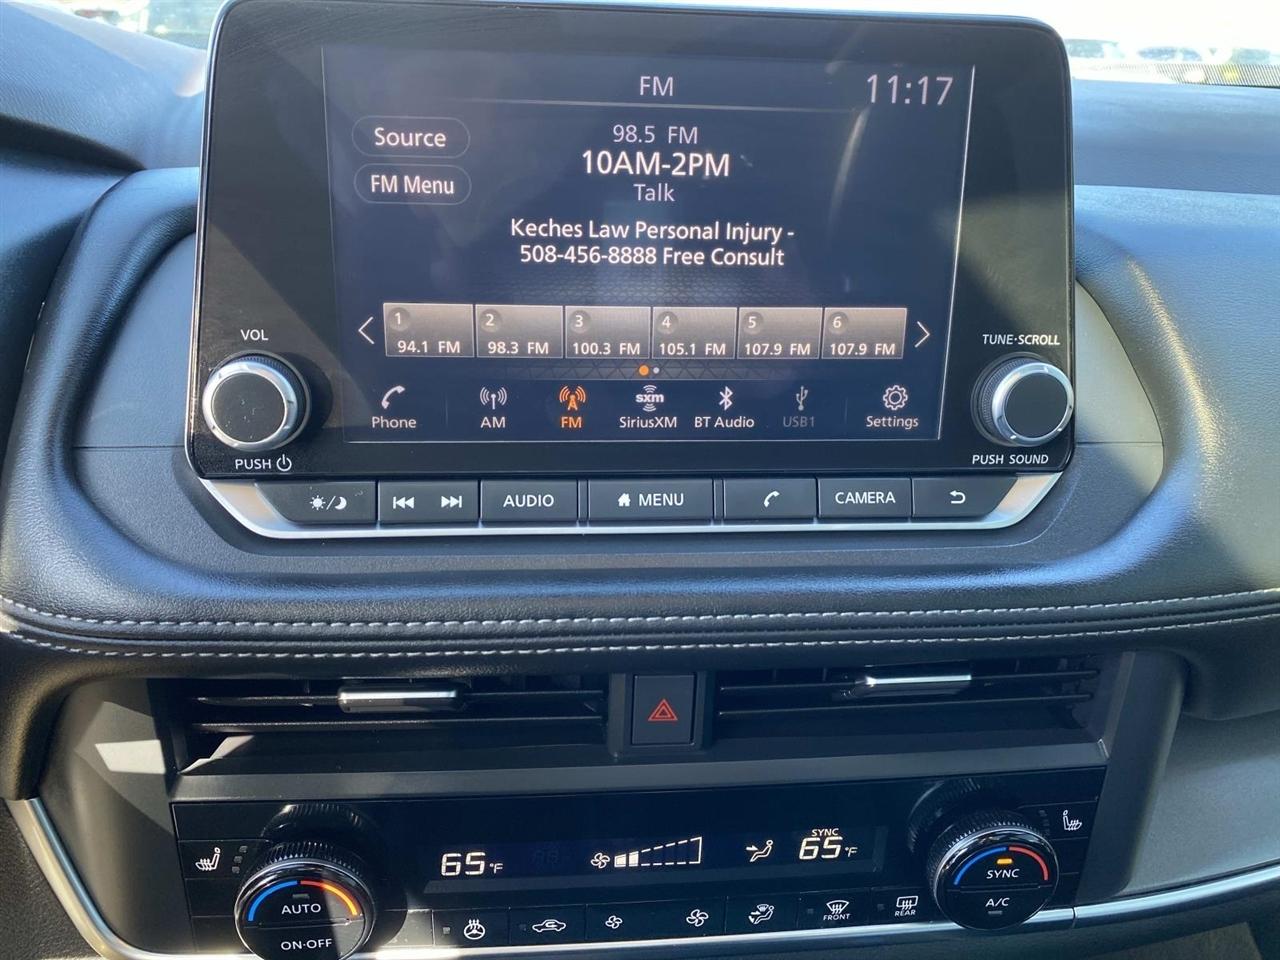 FM
11:17
Source
98.5 FM
10AM-2PM
FM Menu
Talk
Keches Law Personal Injury -
508-456-8888 Free Consult
1 2 3 4 5 6
94.1 FM 98.3 FM 100.3 FM 105.1 FM 107.9 FM 107.9 FM
VOL
TUNE·SCROLL
sxm
Phone AM FM SiriusXM BT Audio USB1 Settings
PUSH
PUSH SOUND
AUDIO MENU CAMERA
SYNC
65°F 65°F
AUTO
ON·OFF
SYNC
A/C
FRONT REAR